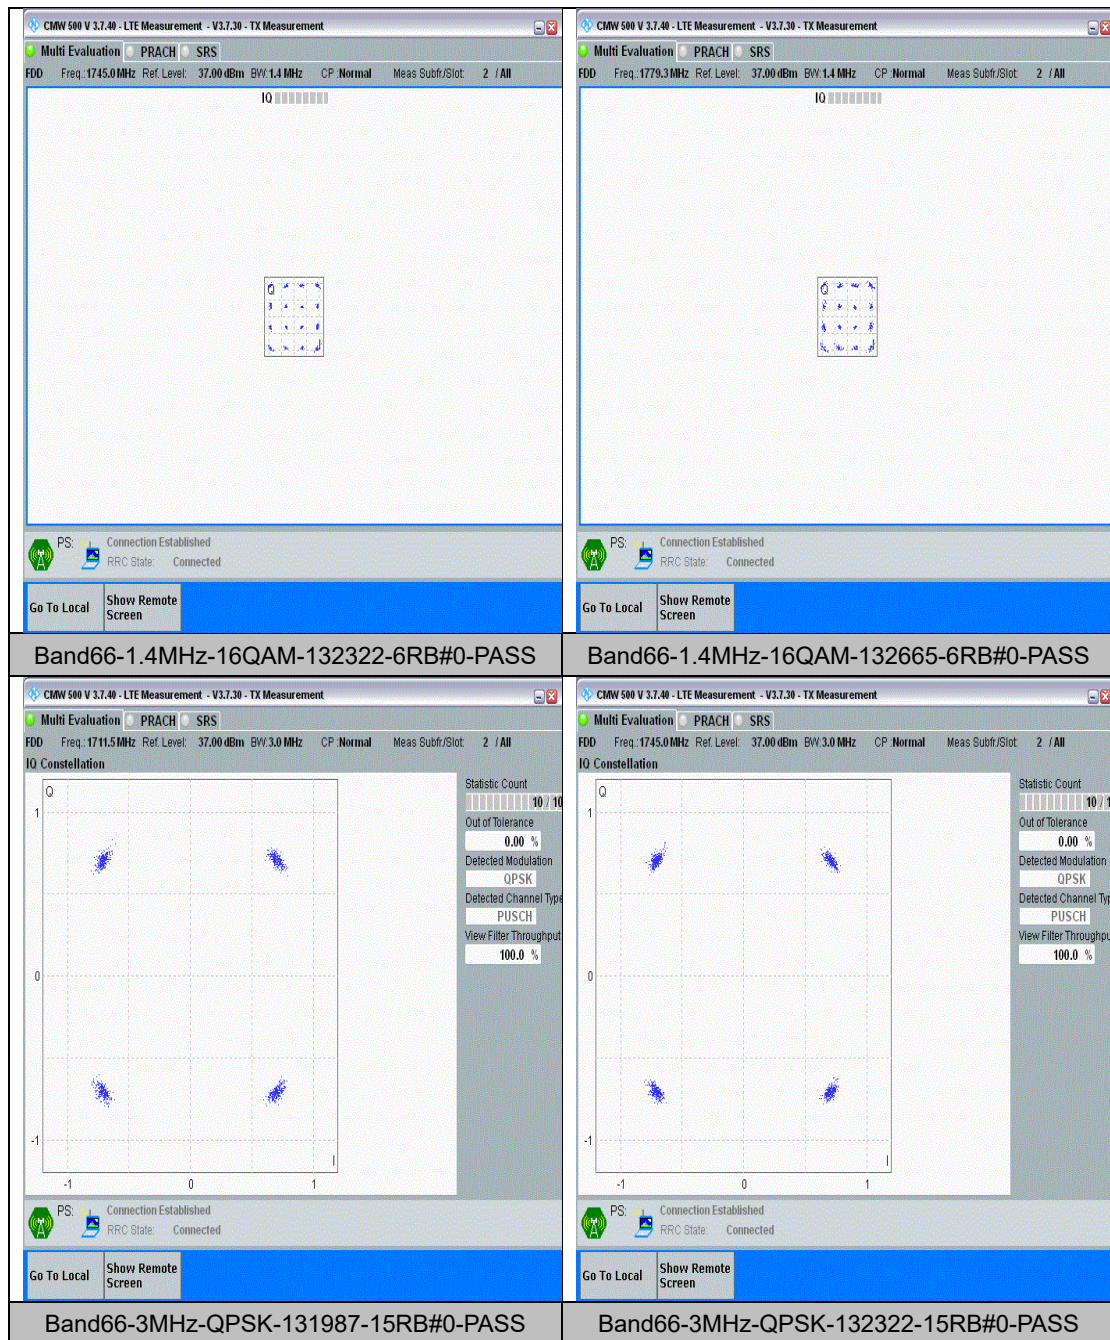 CMW 500 V 3.7.40 - LTE Measurement - V3.7.30 - TX Measurement
Multi Evaluation PRACH SRS
FDD Freq.: 1745.0 MHz Ref. Level: 37.00 dBm BW: 1.4 MHz CP : Normal Meas Subfr./Slot: 2 / All
IQ
Q
I
PS: Connection Established
RRC State: Connected
Go To Local
Show Remote
Screen
Band66-1.4MHz-16QAM-132322-6RB#0-PASS
CMW 500 V 3.7.40 - LTE Measurement - V3.7.30 - TX Measurement
Multi Evaluation PRACH SRS
FDD Freq.: 1779.3 MHz Ref. Level: 37.00 dBm BW: 1.4 MHz CP : Normal Meas Subfr./Slot: 2 / All
IQ
Q
I
PS: Connection Established
RRC State: Connected
Go To Local
Show Remote
Screen
Band66-1.4MHz-16QAM-132665-6RB#0-PASS
CMW 500 V 3.7.40 - LTE Measurement - V3.7.30 - TX Measurement
Multi Evaluation PRACH SRS
FDD Freq.: 1711.5 MHz Ref. Level: 37.00 dBm BW: 3.0 MHz CP : Normal Meas Subfr./Slot: 2 / All
IQ Constellation
Q
1
0
-1
-1 0 1
I
Statistic Count
10 / 10
Out of Tolerance
0.00 %
Detected Modulation
QPSK
Detected Channel Type
PUSCH
View Filter Throughput
100.0 %
PS: Connection Established
RRC State: Connected
Go To Local
Show Remote
Screen
Band66-3MHz-QPSK-131987-15RB#0-PASS
CMW 500 V 3.7.40 - LTE Measurement - V3.7.30 - TX Measurement
Multi Evaluation PRACH SRS
FDD Freq.: 1745.0 MHz Ref. Level: 37.00 dBm BW: 3.0 MHz CP : Normal Meas Subfr./Slot: 2 / All
IQ Constellation
Q
1
0
-1
-1 0 1
I
Statistic Count
10 / 1
Out of Tolerance
0.00 %
Detected Modulation
QPSK
Detected Channel Typ
PUSCH
View Filter Throughpu
100.0 %
PS: Connection Established
RRC State: Connected
Go To Local
Show Remote
Screen
Band66-3MHz-QPSK-132322-15RB#0-PASS